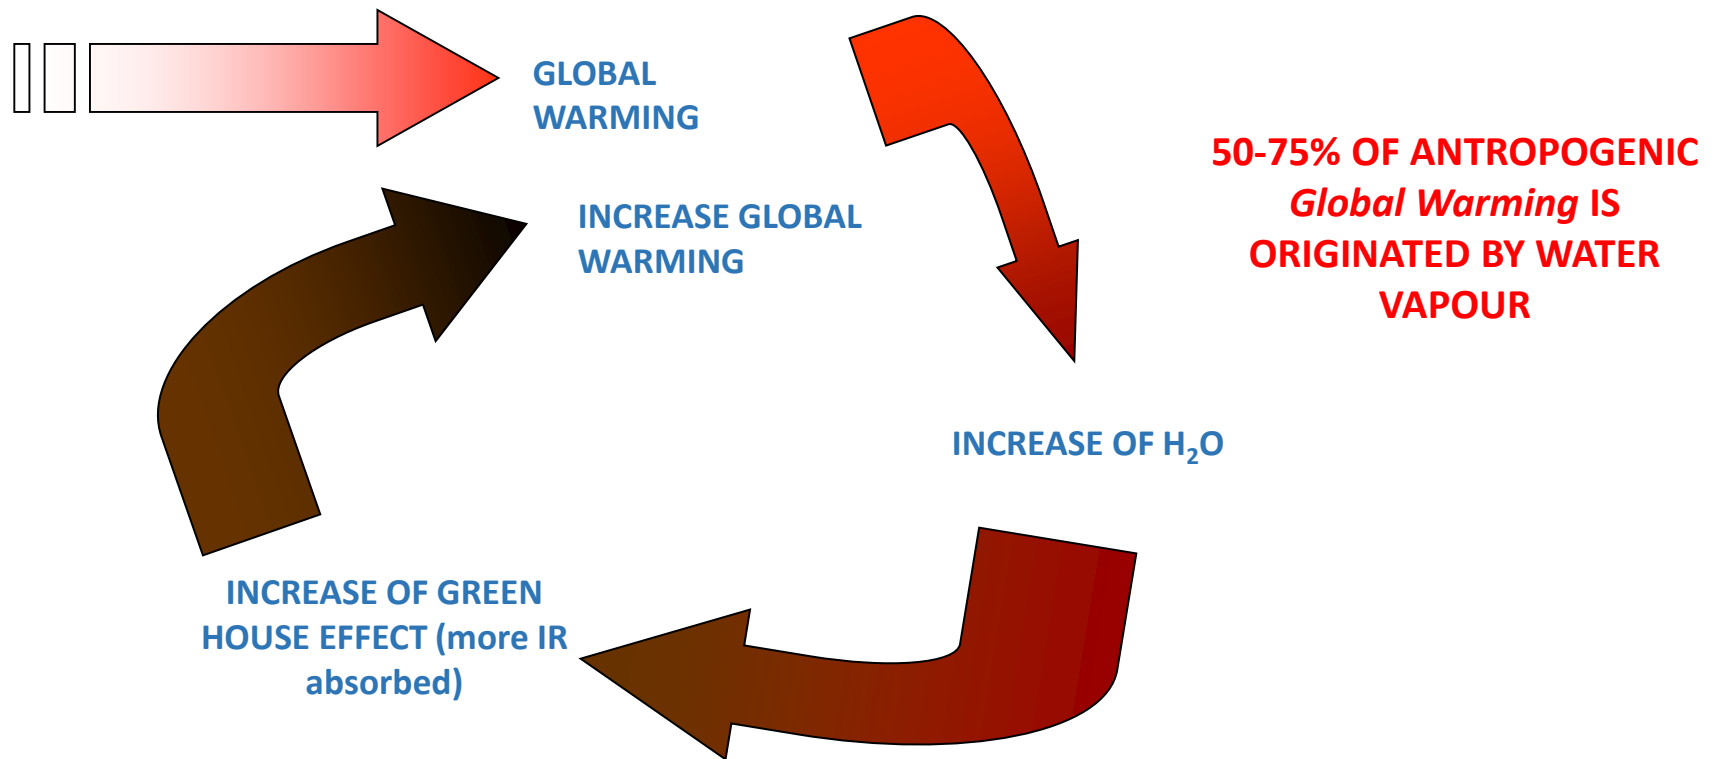 GLOBAL
WARMING
INCREASE GLOBAL
WARMING
50-75% OF ANTROPOGENIC
Global Warming IS
ORIGINATED BY WATER
VAPOUR
INCREASE OF H₂O
INCREASE OF GREEN
HOUSE EFFECT (more IR
absorbed)